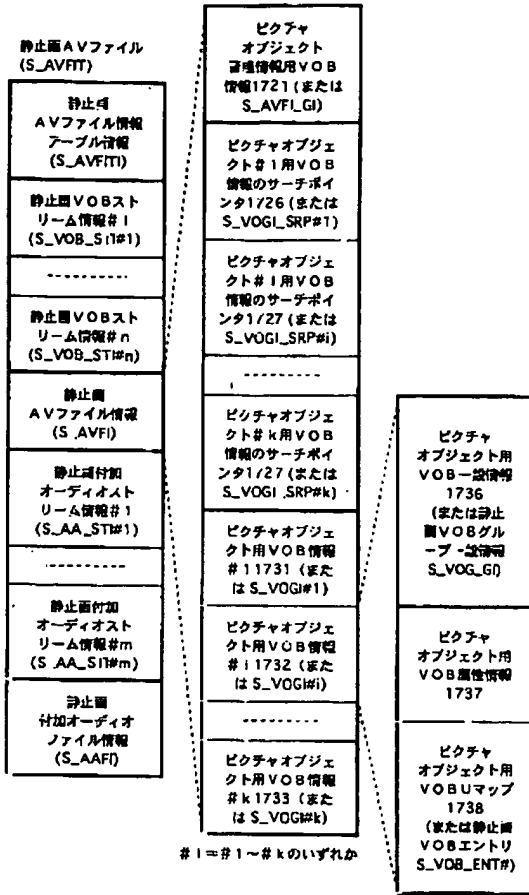 静止画AVファイル
(S_AVFIT)
静止画
AVファイル情報
テーブル情報
(S_AVFITI)
静止画VOBスト
リーム情報#1
(S_VOB_STI#1)
静止画VOBスト
リーム情報#n
(S_VOB_STI#n)
静止画
AVファイル情報
(S_AVFI)
静止画付加
オーディオスト
リーム情報#1
(S_AA_STI#1)
静止画付加
オーディオスト
リーム情報#m
(S_AA_STI#m)
静止画
付加オーディオ
ファイル情報
(S_AAFI)
ピクチャ
オブジェクト
管理情報用VOB
情報1721(または
S_AVFI_GI)
ピクチャオブジェ
クト#1用VOB
情報のサーチポイ
ンタ1726(または
S_VOGI_SRP#1)
ピクチャオブジェ
クト#i用VOB
情報のサーチポイ
ンタ1727(または
S_VOGI_SRP#i)
ピクチャオブジェ
クト#k用VOB
情報のサーチポイ
ンタ1727(または
S_VOGI_SRP#k)
ピクチャオブジェ
クト用VOB情報
#11731(また
はS_VOGI#1)
ピクチャオブジェ
クト用VOB情報
#i1732(また
はS_VOGI#i)
ピクチャオブジェ
クト用VOB情報
#k1733(また
はS_VOGI#k)
#i=#1~#kのいずれか
ピクチャ
オブジェクト用
VOB一般情報
1736
(または静止
画VOBグル
ープ一般情報
S_VOG_GI)
ピクチャ
オブジェクト用
VOB属性情報
1737
ピクチャ
オブジェクト用
VOBUマップ
1738
(または静止画
VOBエントリ
S_VOB_ENT#)